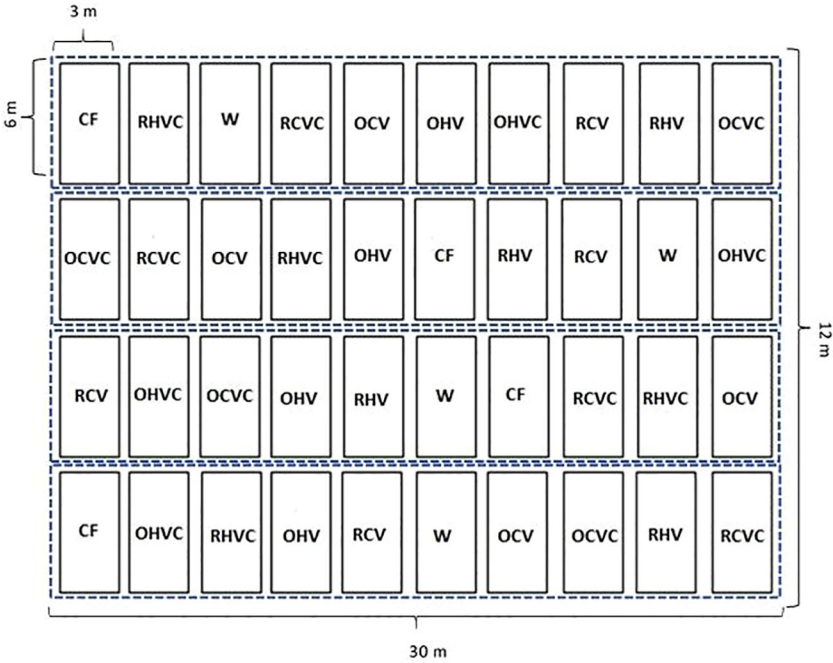 3 m
6 m
CF RHVC W RCVC OCV OHV OHVC RCV RHV OCVC
OCVC RCVC OCV RHVC OHV CF RHV RCV W OHVC
12 m
RCV OHVC OCVC OHV RHV W CF RCVC RHVC OCV
CF OHVC RHVC OHV RCV W OCV OCVC RHV RCVC
30 m